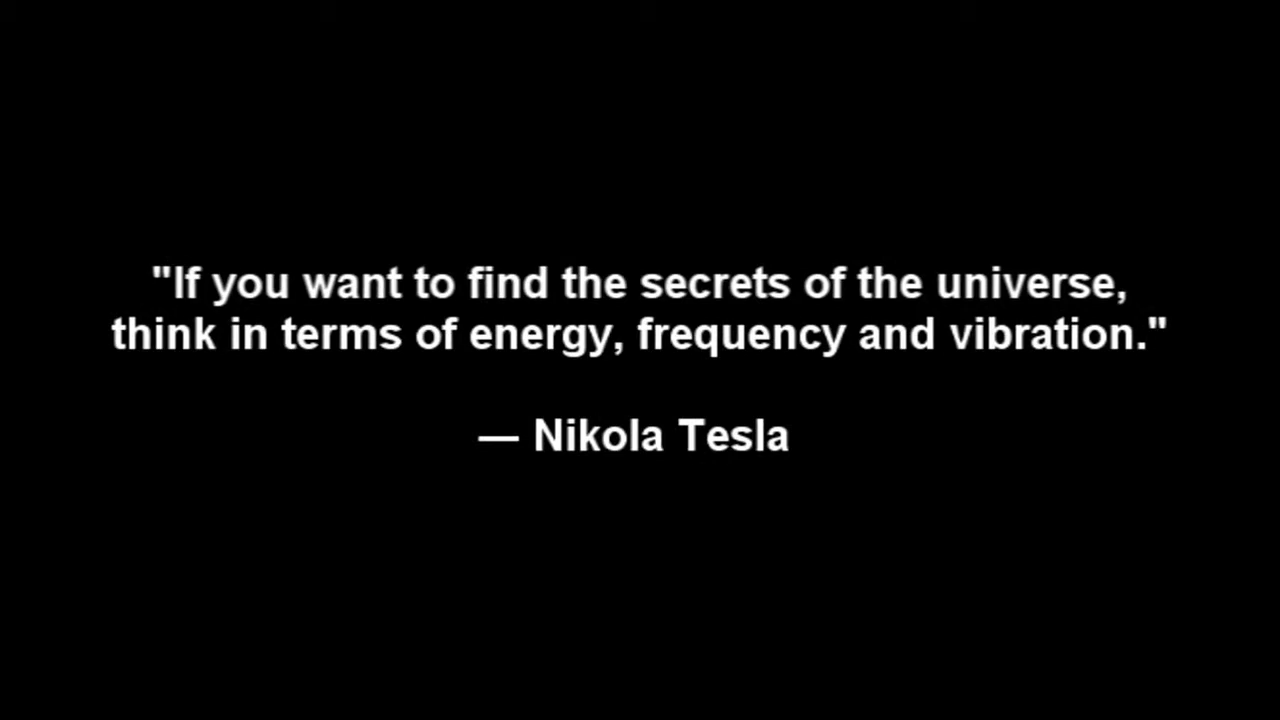 "If you want to find the secrets of the universe,
think in terms of energy, frequency and vibration."
— Nikola Tesla